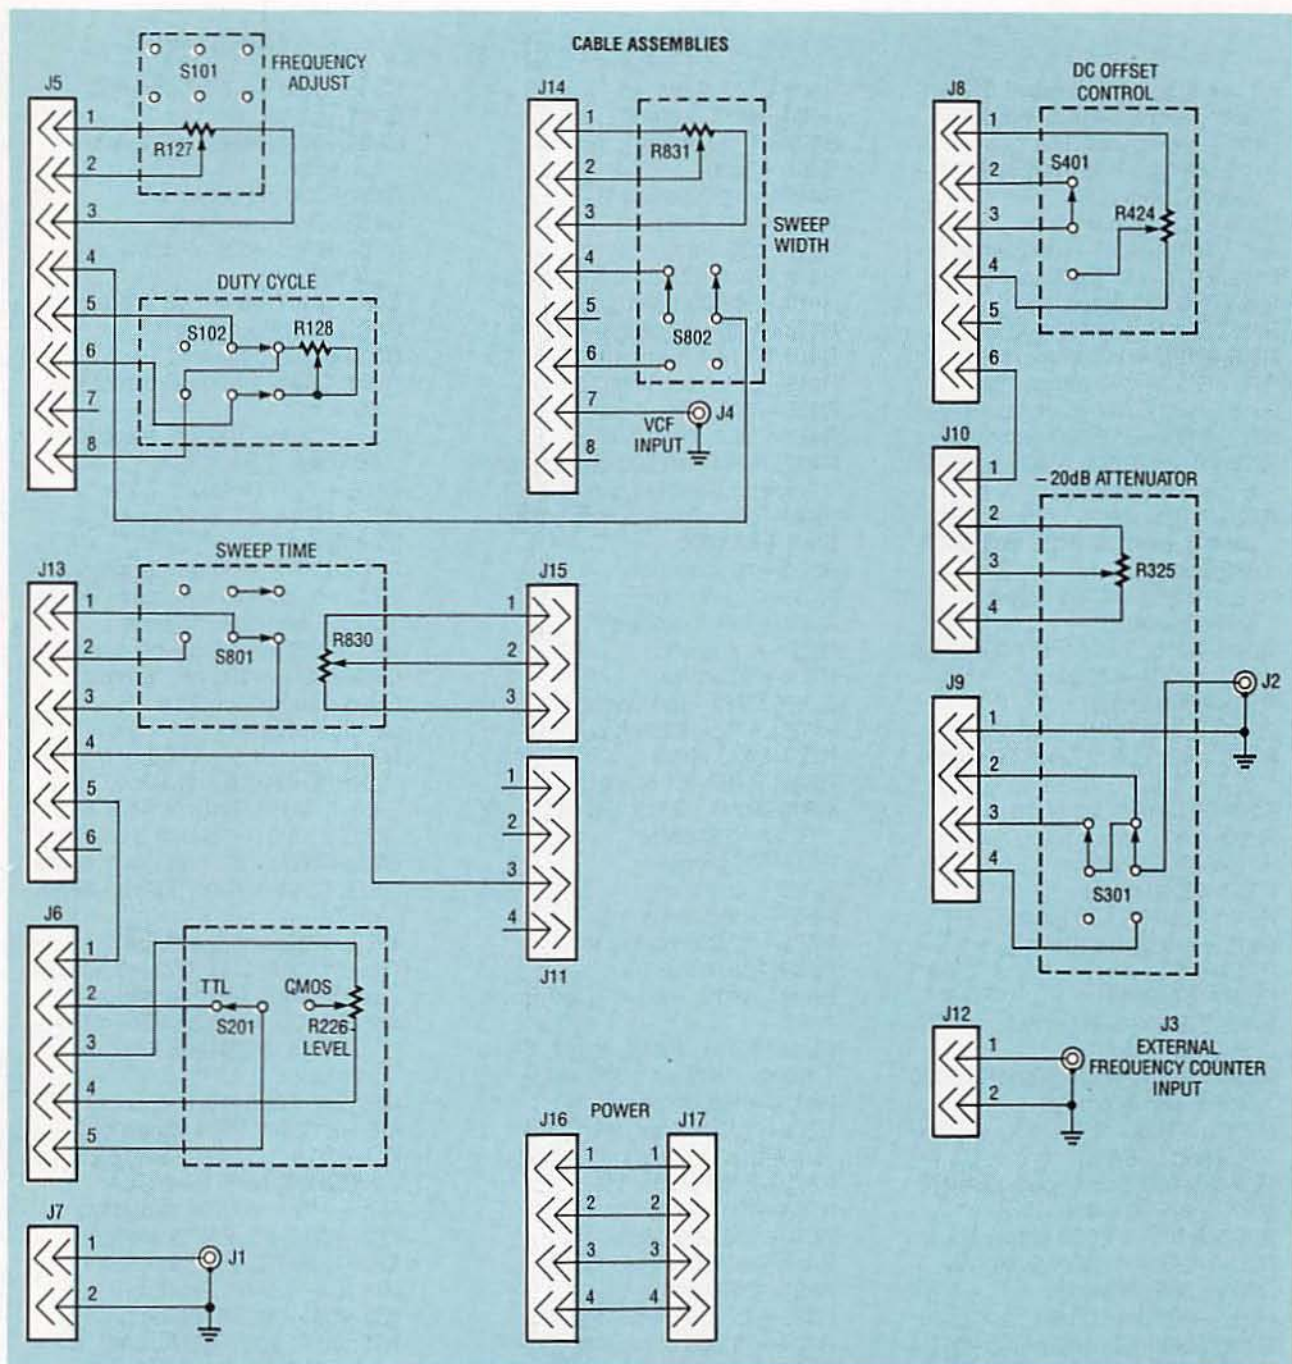 CABLE ASSEMBLIES
J5
1
2
3
4
5
6
7
8
S101
R127
FREQUENCY
ADJUST
DUTY CYCLE
S102
R128
J14
1
2
3
4
5
6
7
8
R831
SWEEP
WIDTH
S802
VCF
INPUT
J4
J8
1
2
3
4
5
6
DC OFFSET
CONTROL
S401
R424
J10
1
2
3
4
–20dB ATTENUATOR
R325
J9
1
2
3
4
S301
J2
J13
1
2
3
4
5
6
SWEEP TIME
S801
R830
J15
1
2
3
1
2
3
4
J11
J6
1
2
3
4
5
TTL
S201
CMOS
R226
LEVEL
J7
1
2
J1
POWER
J16
1
2
3
4
J17
1
2
3
4
J12
1
2
J3
EXTERNAL
FREQUENCY COUNTER
INPUT